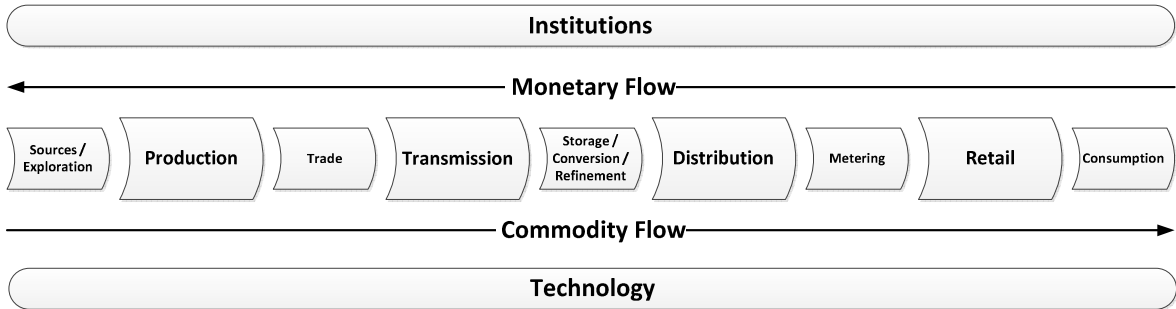 Institutions
Monetary Flow
Sources /
Exploration
Production
Trade
Transmission
Storage /
Conversion /
Refinement
Distribution
Metering
Retail
Consumption
Commodity Flow
Technology